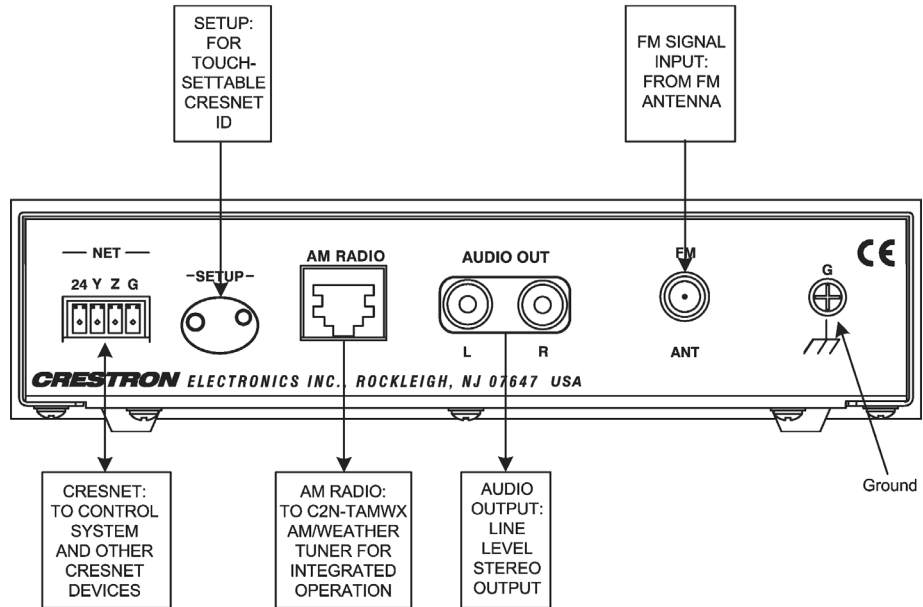 SETUP:
FOR
TOUCH-
SETTABLE
CRESNET
ID
FM SIGNAL
INPUT:
FROM FM
ANTENNA
NET
24 Y Z G
-SETUP-
AM RADIO
AUDIO OUT
L R
FM
ANT
CE
G
CRESTRON ELECTRONICS INC., ROCKLEIGH, NJ 07647 USA
CRESNET:
TO CONTROL
SYSTEM
AND OTHER
CRESNET
DEVICES
AM RADIO:
TO C2N-TAMWX
AM/WEATHER
TUNER FOR
INTEGRATED
OPERATION
AUDIO
OUTPUT:
LINE
LEVEL
STEREO
OUTPUT
Ground